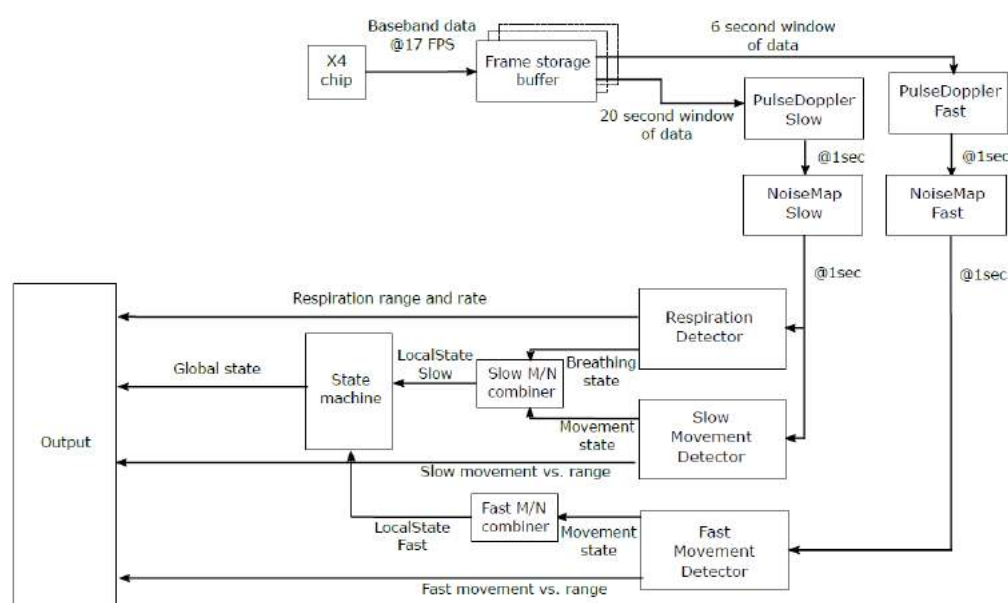 Baseband data
@17 FPS
X4
chip
Frame storage
buffer
6 second window
of data
20 second window
of data
PulseDoppler
Slow
PulseDoppler
Fast
@1sec
@1sec
NoiseMap
Slow
NoiseMap
Fast
@1sec
@1sec
Respiration range and rate
Respiration
Detector
Global state
State
machine
LocalState
Slow
Slow M/N
combiner
Breathing
state
Movement
state
Slow
Movement
Detector
Output
Slow movement vs. range
LocalState
Fast
Fast M/N
combiner
Movement
state
Fast
Movement
Detector
Fast movement vs. range